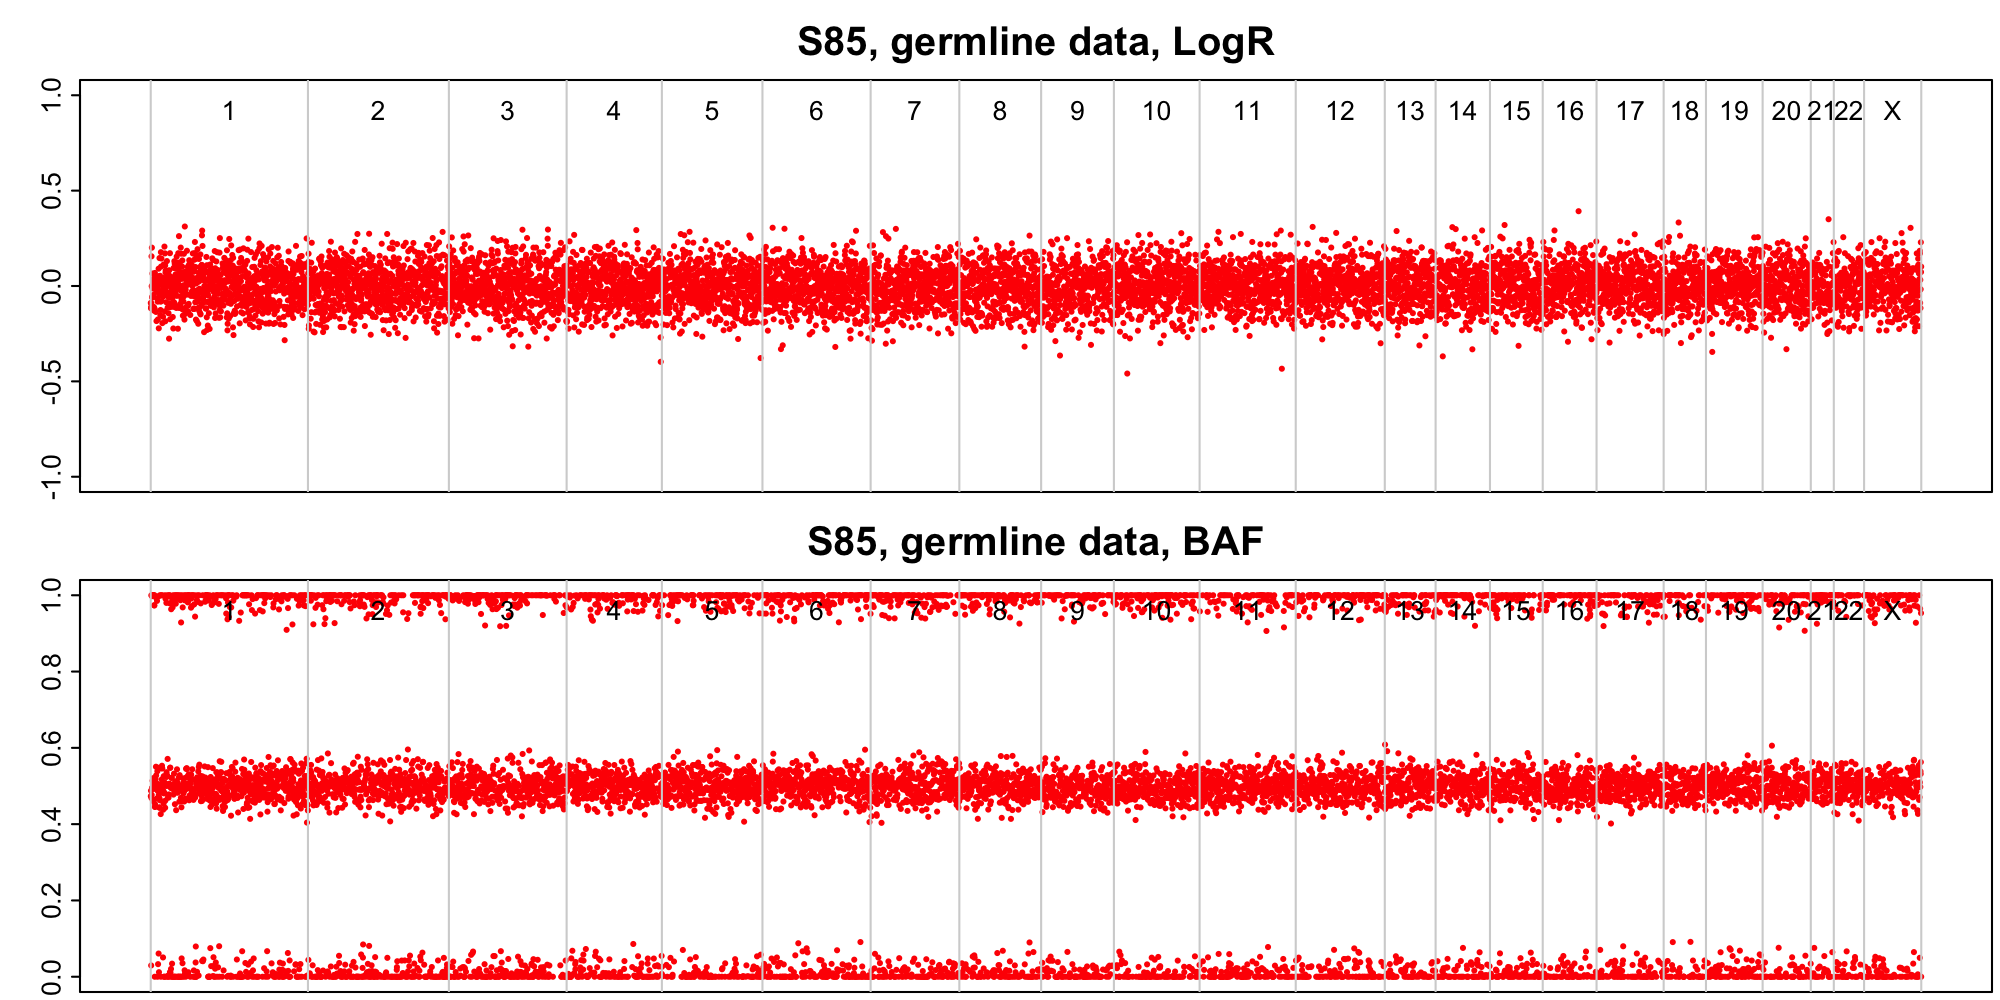 S85, germline data, LogR
1.0
1 2 3 4 5 6 7 8 9 10 11 12 13 14 15 16 17 18 19 20 21 22 X
0.5
0.0
-0.5
-1.0
S85, germline data, BAF
1.0
1 2 3 4 5 6 7 8 9 10 11 12 13 14 15 16 17 18 19 20 21 22 X
0.8
0.6
0.4
0.2
0.0